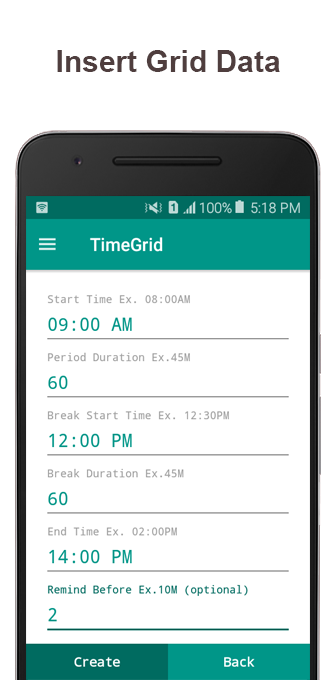 Insert Grid Data
1 100% 5:18 PM
TimeGrid
Start Time Ex. 08:00AM
09:00 AM
Period Duration Ex.45M
60
Break Start Time Ex. 12:30PM
12:00 PM
Break Duration Ex.45M
60
End Time Ex. 02:00PM
14:00 PM
Remind Before Ex.10M (optional)
2
Create Back